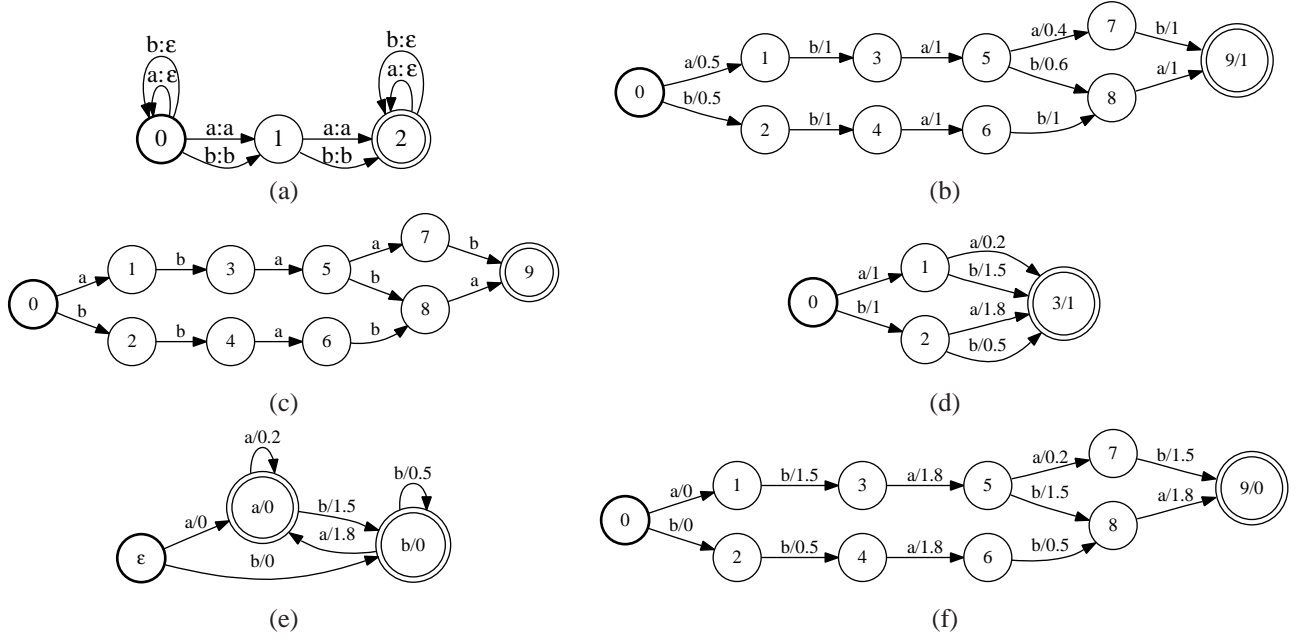 b:ε
a:ε
b:ε
a:ε
0
a:a
b:b
1
a:a
b:b
2
(a)
0
a/0.5
b/0.5
1
b/1
3
a/1
5
a/0.4
b/0.6
7
b/1
9/1
2
b/1
4
a/1
6
b/1
8
a/1
(b)
0
a
b
1
b
3
a
5
a
b
7
b
9
2
b
4
a
6
b
8
a
(c)
0
a/1
b/1
1
a/0.2
b/1.5
2
a/1.8
b/0.5
3/1
(d)
ε
a/0
b/0
a/0.2
a/0
b/1.5
a/1.8
b/0.5
b/0
(e)
0
a/0
b/0
1
b/1.5
3
a/1.8
5
a/0.2
b/1.5
7
b/1.5
9/0
2
b/0.5
4
a/1.8
6
b/0.5
8
a/1.8
(f)